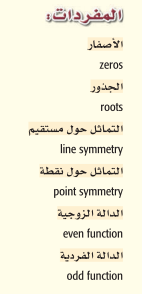 المفردات:
الأصفار
zeros
الجذور
roots
التماثل حول مستقيم
line symmetry
التماثل حول نقطة
point symmetry
الدالة الزوجية
even function
الدالة الفردية
odd function